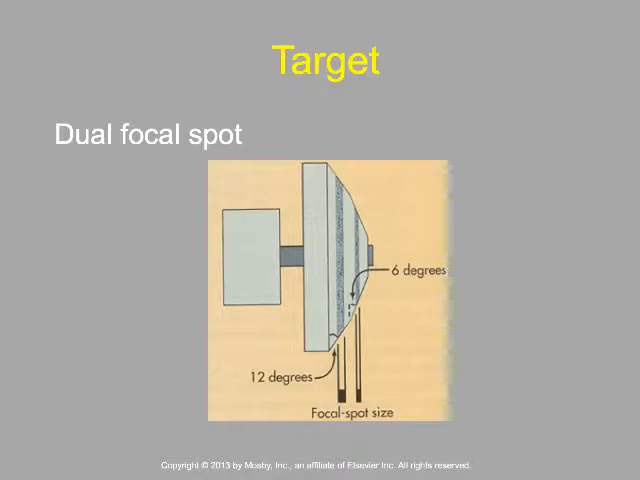 Target
Dual focal spot
6 degrees
12 degrees
Focal-spot size
Copyright © 2013 by Mosby, Inc., an affiliate of Elsevier Inc. All rights reserved.